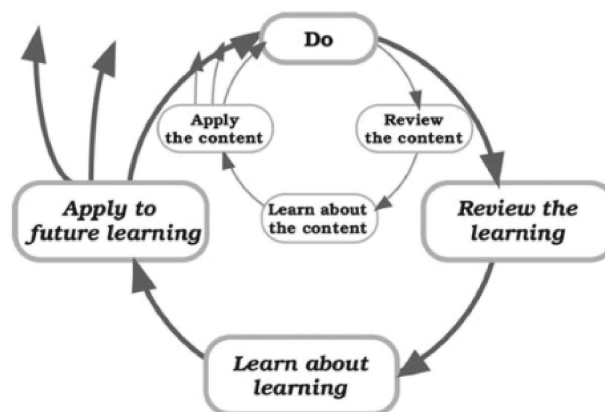 Do
Apply
the content
Review
the content
Learn about
the content
Apply to
future learning
Review the
learning
Learn about
learning